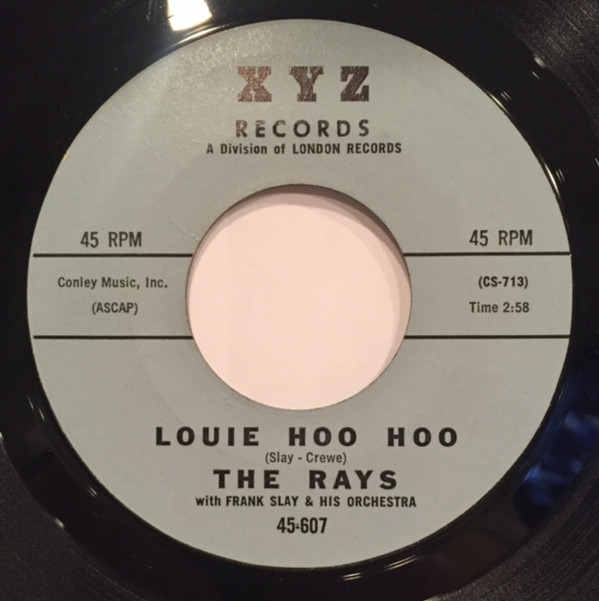 XYZ
RECORDS
A Division of LONDON RECORDS
45 RPM
45 RPM
Conley Music, Inc.
(ASCAP)
(CS-713)
Time 2:58
LOUIE HOO HOO
(Slay - Crewe)
THE RAYS
with FRANK SLAY & HIS ORCHESTRA
45-607